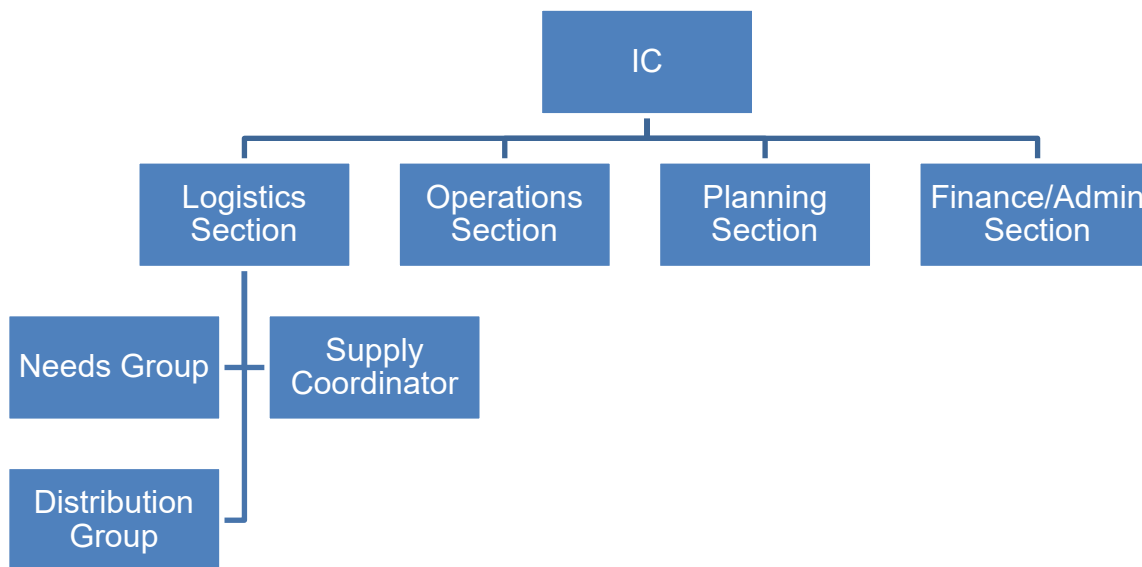 IC
Logistics
Section
Operations
Section
Planning
Section
Finance/Admin
Section
Needs Group
Supply
Coordinator
Distribution
Group